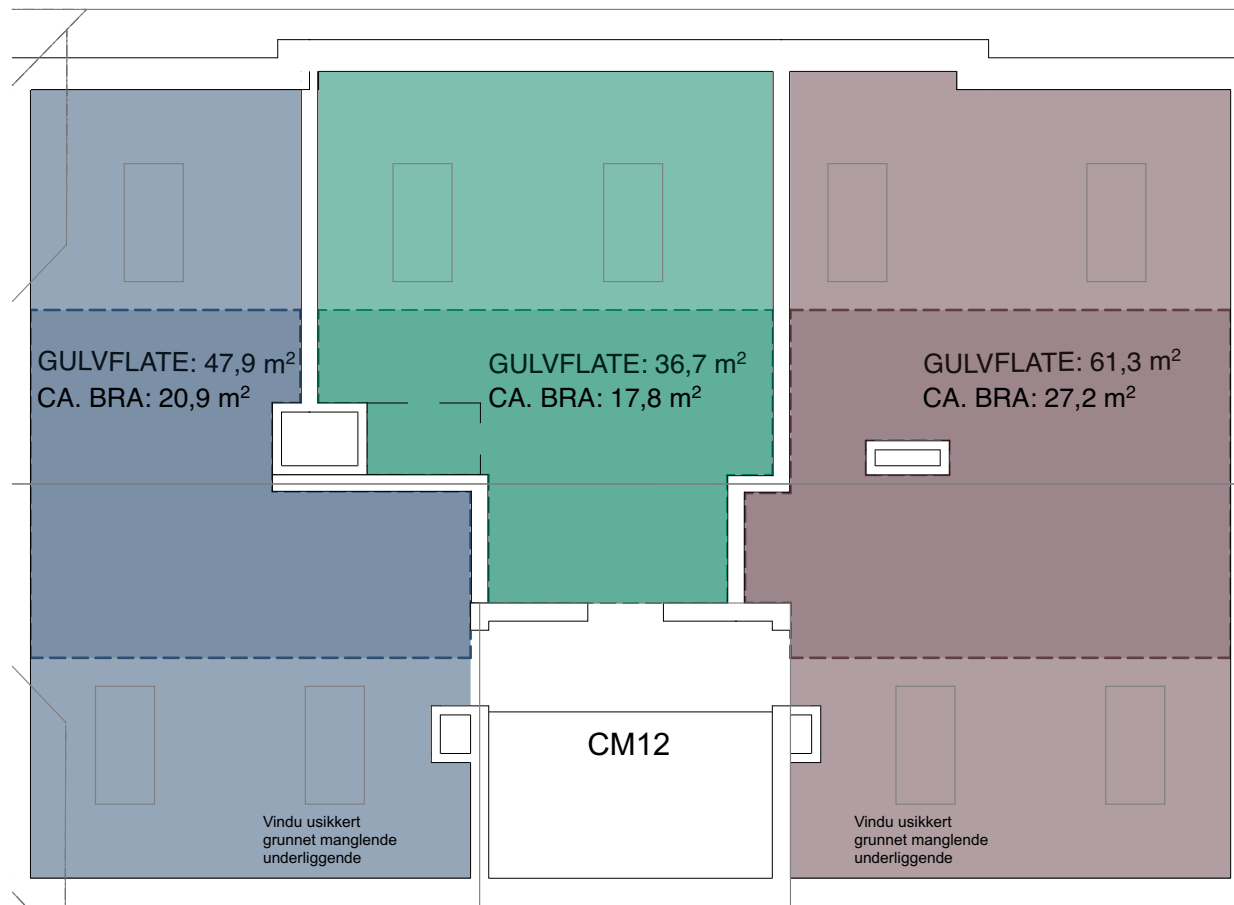 GULVFLATE: 47,9 m²
CA. BRA: 20,9 m²
GULVFLATE: 36,7 m²
CA. BRA: 17,8 m²
GULVFLATE: 61,3 m²
CA. BRA: 27,2 m²
CM12
Vindu usikkert
grunnet manglende
underliggende
Vindu usikkert
grunnet manglende
underliggende